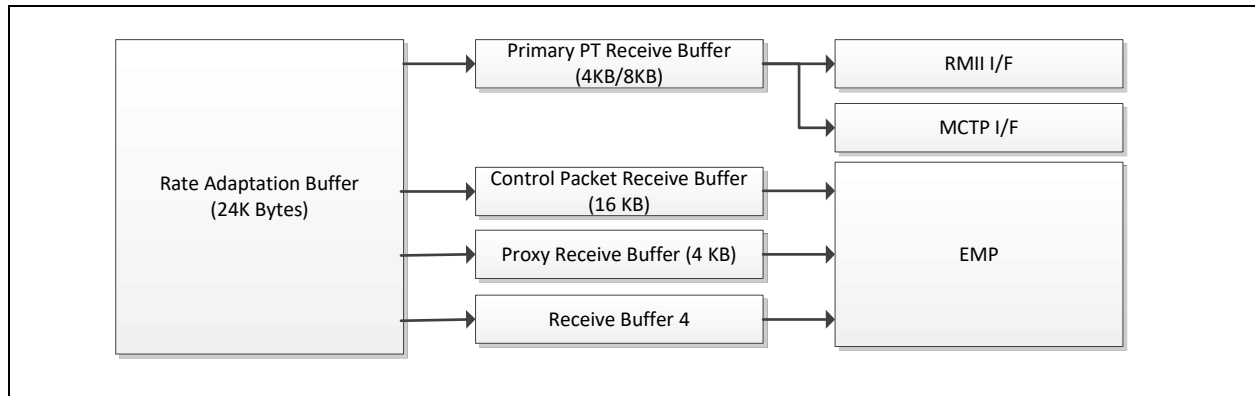 Rate Adaptation Buffer
(24K Bytes)
Primary PT Receive Buffer
(4KB/8KB)
Control Packet Receive Buffer
(16 KB)
Proxy Receive Buffer (4 KB)
Receive Buffer 4
RMII I/F
MCTP I/F
EMP